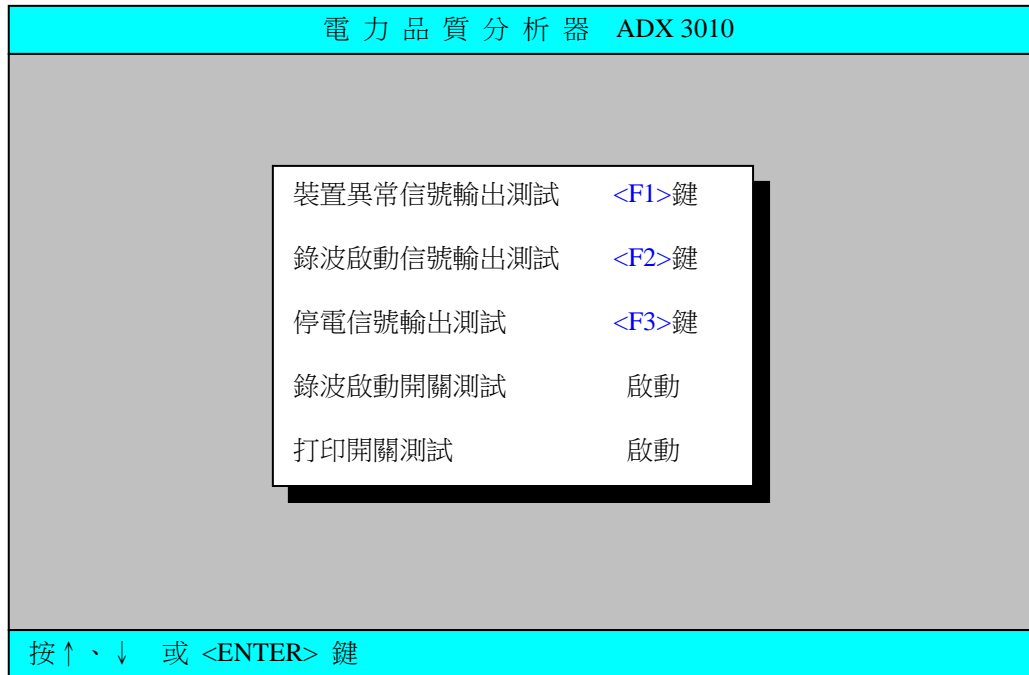 電力品質分析器 ADX 3010
裝置異常信號輸出測試 <F1>鍵
錄波啟動信號輸出測試 <F2>鍵
停電信號輸出測試 <F3>鍵
錄波啟動開關測試 啟動
打印開關測試 啟動
按↑、↓ 或 <ENTER> 鍵